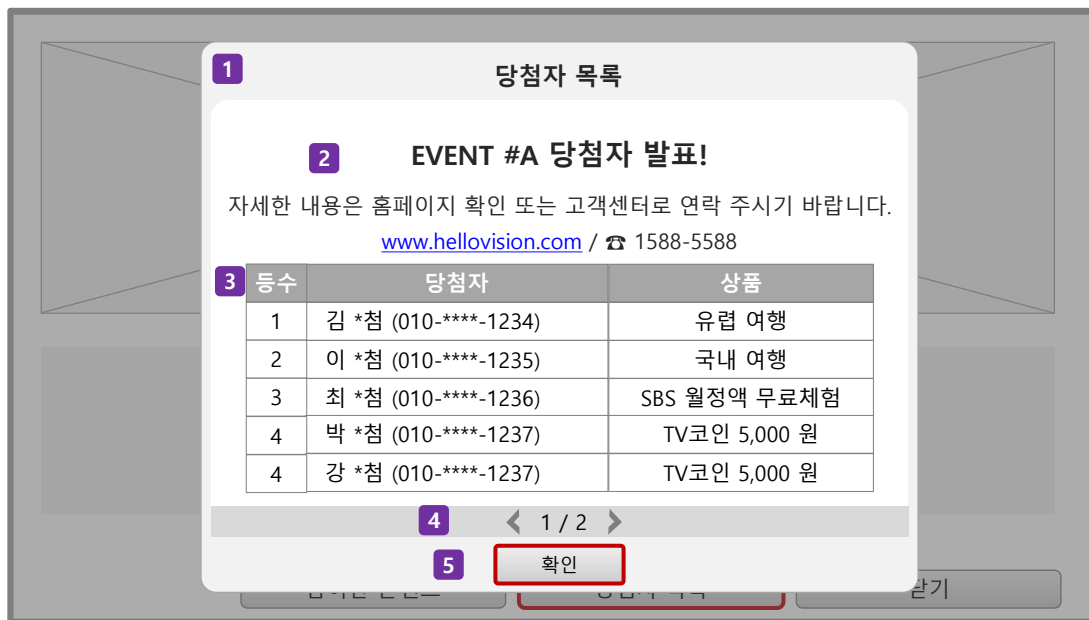 1 당첨자 목록
2 EVENT #A 당첨자 발표!
자세한 내용은 홈페이지 확인 또는 고객센터로 연락 주시기 바랍니다.
www.hellovision.com / ☎ 1588-5588
3 등수 당첨자 상품
1 김 *첨 (010-****-1234) 유렵 여행
2 이 *첨 (010-****-1235) 국내 여행
3 최 *첨 (010-****-1236) SBS 월정액 무료체험
4 박 *첨 (010-****-1237) TV코인 5,000 원
4 강 *첨 (010-****-1237) TV코인 5,000 원
4 1 / 2
5 확인
당첨자 목록 닫기